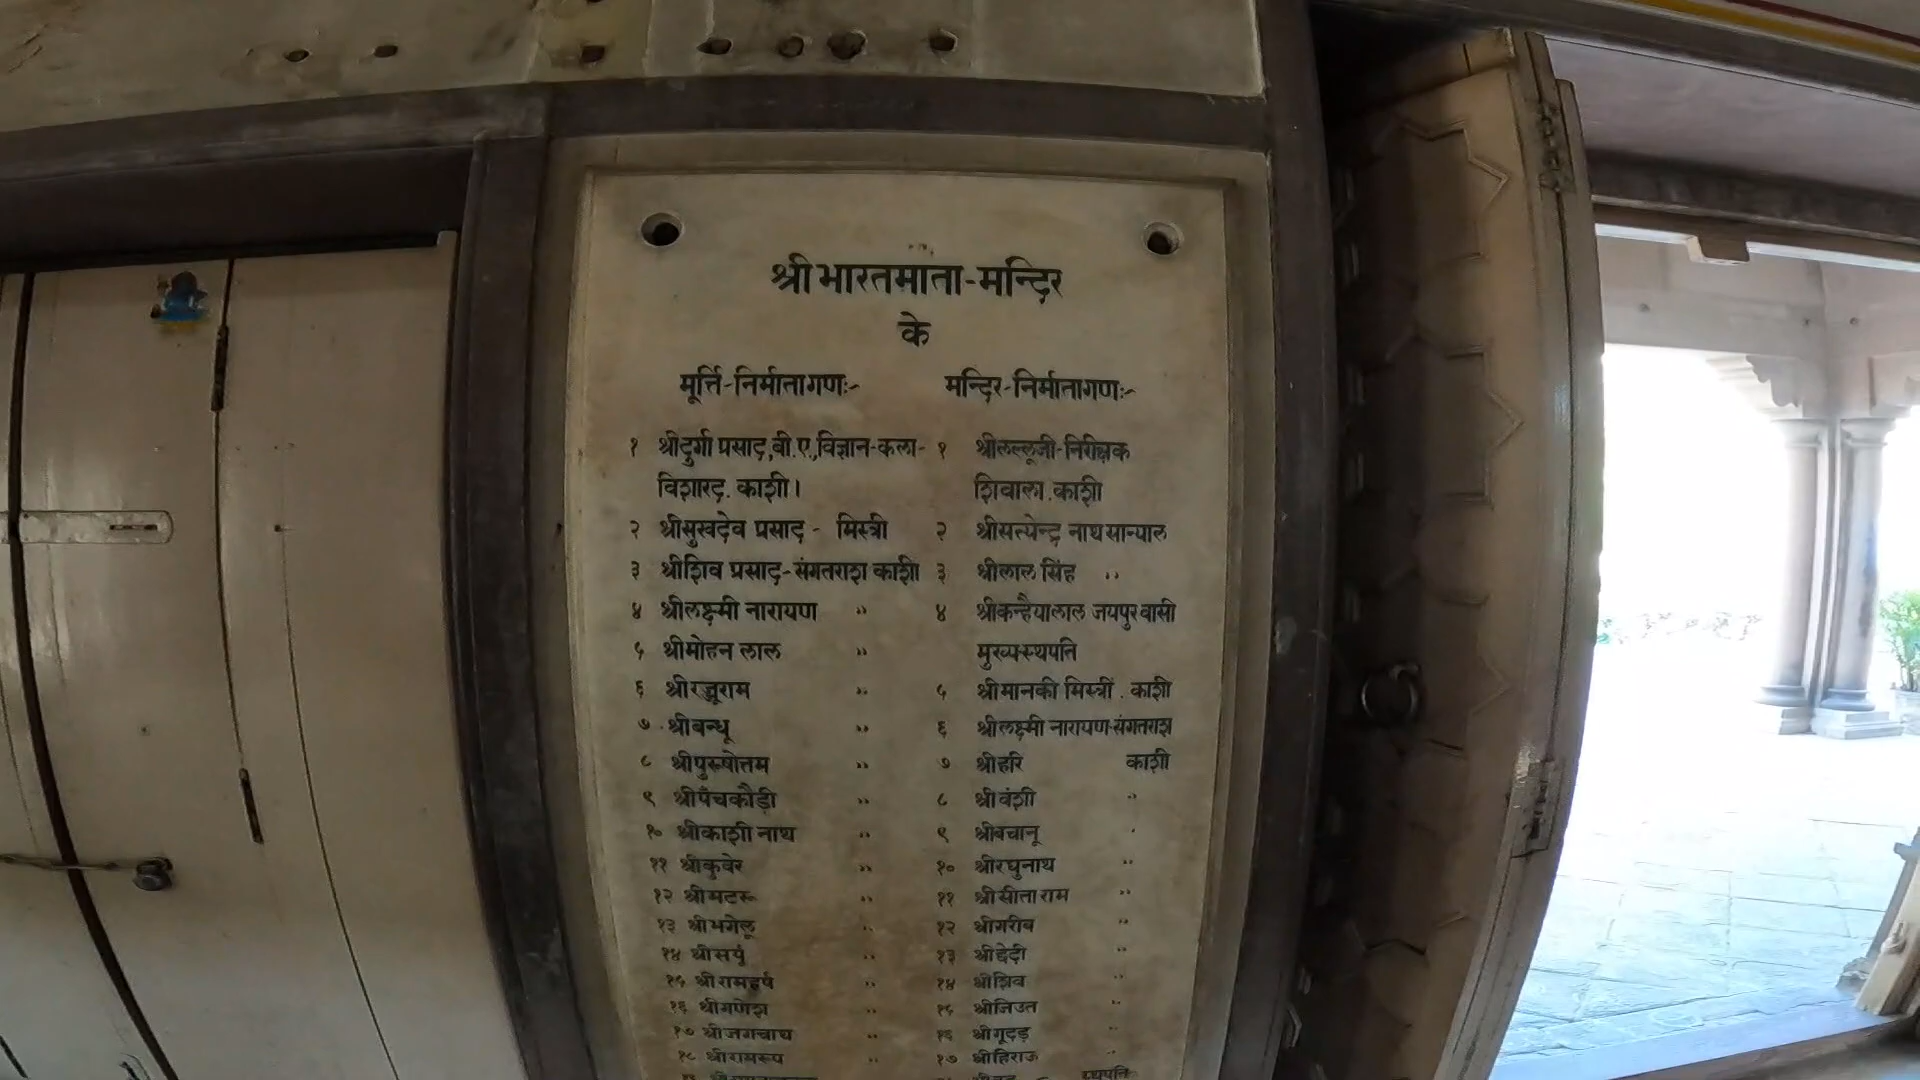 श्री भारतमाता-मन्दिर
के
मूर्त्ति-निर्मातागणः-
१ श्रीदुर्गा प्रसाद,बी.ए,विज्ञान-कला-
विशारद. काशी।
२ श्रीसुखदेव प्रसाद - मिस्त्री
३ श्रीशिव प्रसाद-संगतराश काशी
४ श्रीलक्ष्मी नारायण ,,
५ श्रीमोहन लाल ,,
६ श्रीरज्जूराम ,,
७ श्रीबन्धू ,,
८ श्रीपुरूषोत्तम ,,
९ श्रीपँचकौड़ी ,,
१० श्रीकाशी नाथ ,,
११ श्रीकुबेर ,,
१२ श्रीमटरू ,,
१३ श्रीभगेलू ,,
१४ श्रीसर्यू ,,
१५ श्रीरामहर्ष ,,
१६ श्रीगणेश ,,
१७ श्रीजगन्नाथ ,,
१८ श्रीरामरूप ,,
मन्दिर-निर्मातागणः-
१ श्रीलल्लूजी-निरीक्षक
शिवाला.काशी
२ श्रीसत्येन्द्र नाथ सान्याल
३ श्रीलाल सिंह ,,
४ श्रीकन्हैयालाल जयपुर वासी
मुख्यस्थपति
५ श्रीमानकी मिस्त्री. काशी
६ श्रीलक्ष्मी नारायण-संगतराश
७ श्रीहरि काशी
८ श्रीवंशी ,,
९ श्रीबचानू ,,
१० श्रीरघुनाथ ,,
११ श्रीसीताराम ,,
१२ श्रीगरीब ,,
१३ श्रीछेदी ,,
१४ श्रीशिव ,,
१५ श्रीजिउत ,,
१६ श्रीगूदड़ ,,
१७ श्रीहिराज ,,
स्थपति